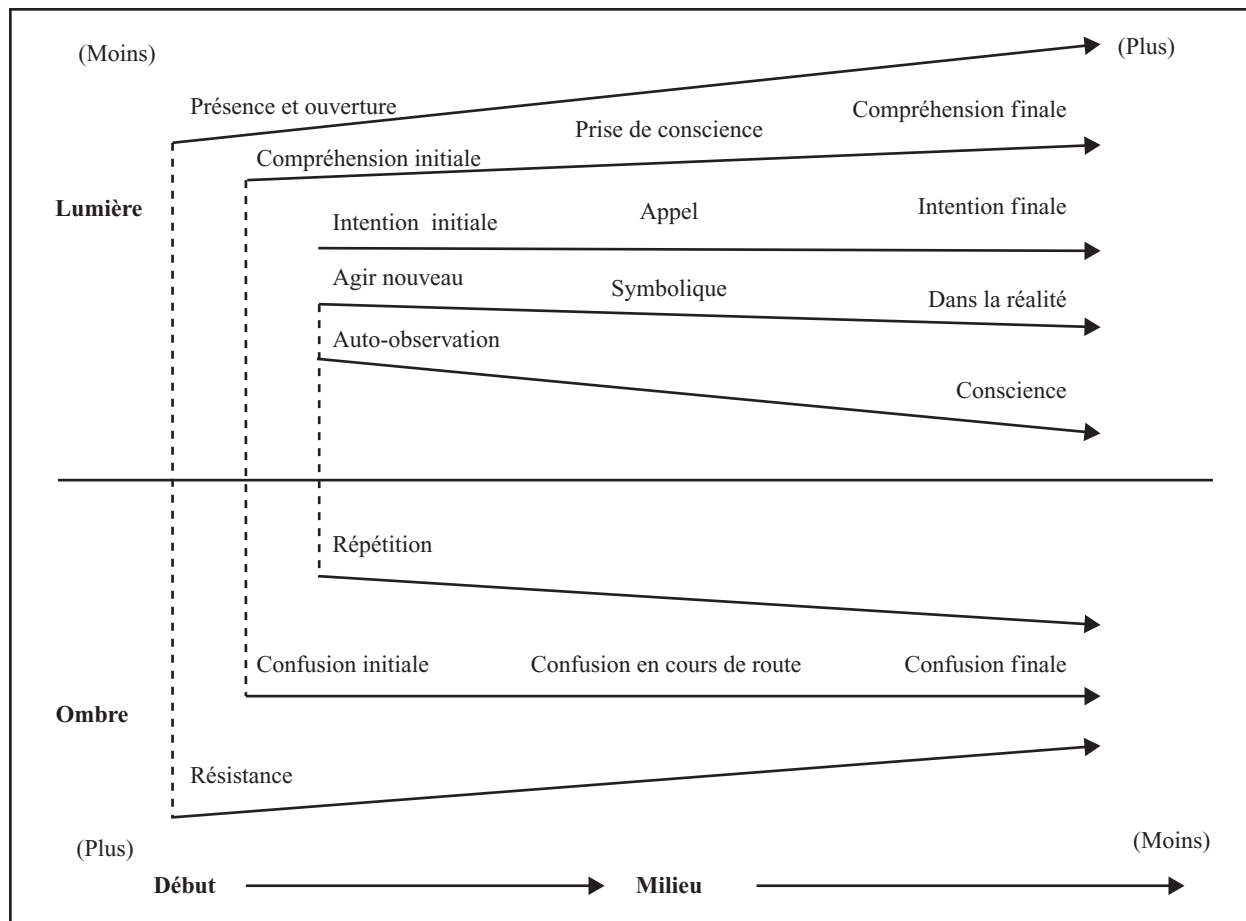 (Moins)
(Plus)
Présence et ouverture
Compréhension finale
Prise de conscience
Compréhension initiale
Lumière
Intention initiale
Appel
Intention finale
Agir nouveau
Symbolique
Dans la réalité
Auto-observation
Conscience
Répétition
Confusion initiale
Confusion en cours de route
Confusion finale
Ombre
Résistance
(Plus)
(Moins)
Début
Milieu